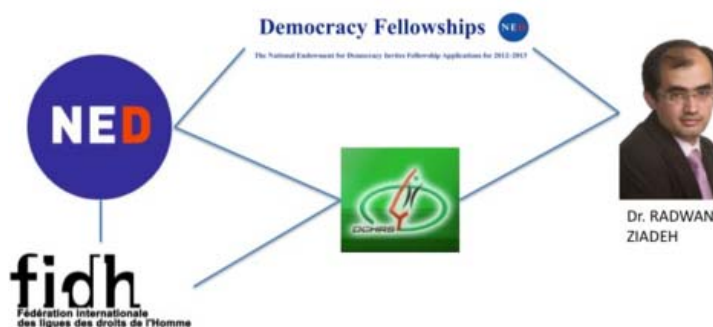 Democracy Fellowships
NED
The National Endowment for Democracy Invites Fellowship Applications for 2012-2013
NED
DCHRS
Dr. RADWAN
ZIADEH
fidh
Fédération internationale
des ligues des droits de l'Homme